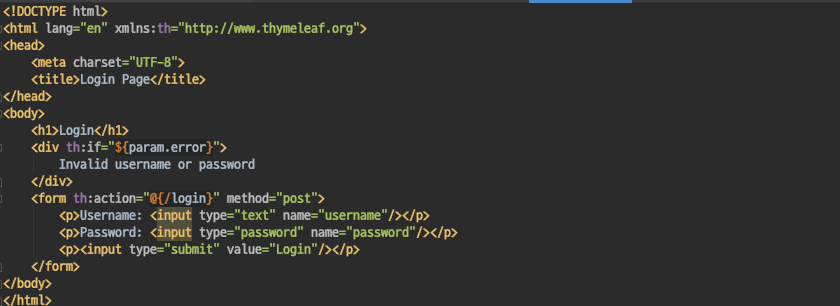 <!DOCTYPE html>
<html lang="en" xmlns:th="http://www.thymeleaf.org">
<head>
    <meta charset="UTF-8">
    <title>Login Page</title>
</head>
<body>
    <h1>Login</h1>
    <div th:if="${param.error}">
        Invalid username or password
    </div>
    <form th:action="@{/login}" method="post">
        <p>Username: <input type="text" name="username"/></p>
        <p>Password: <input type="password" name="password"/></p>
        <p><input type="submit" value="Login"/></p>
    </form>
</body>
</html>